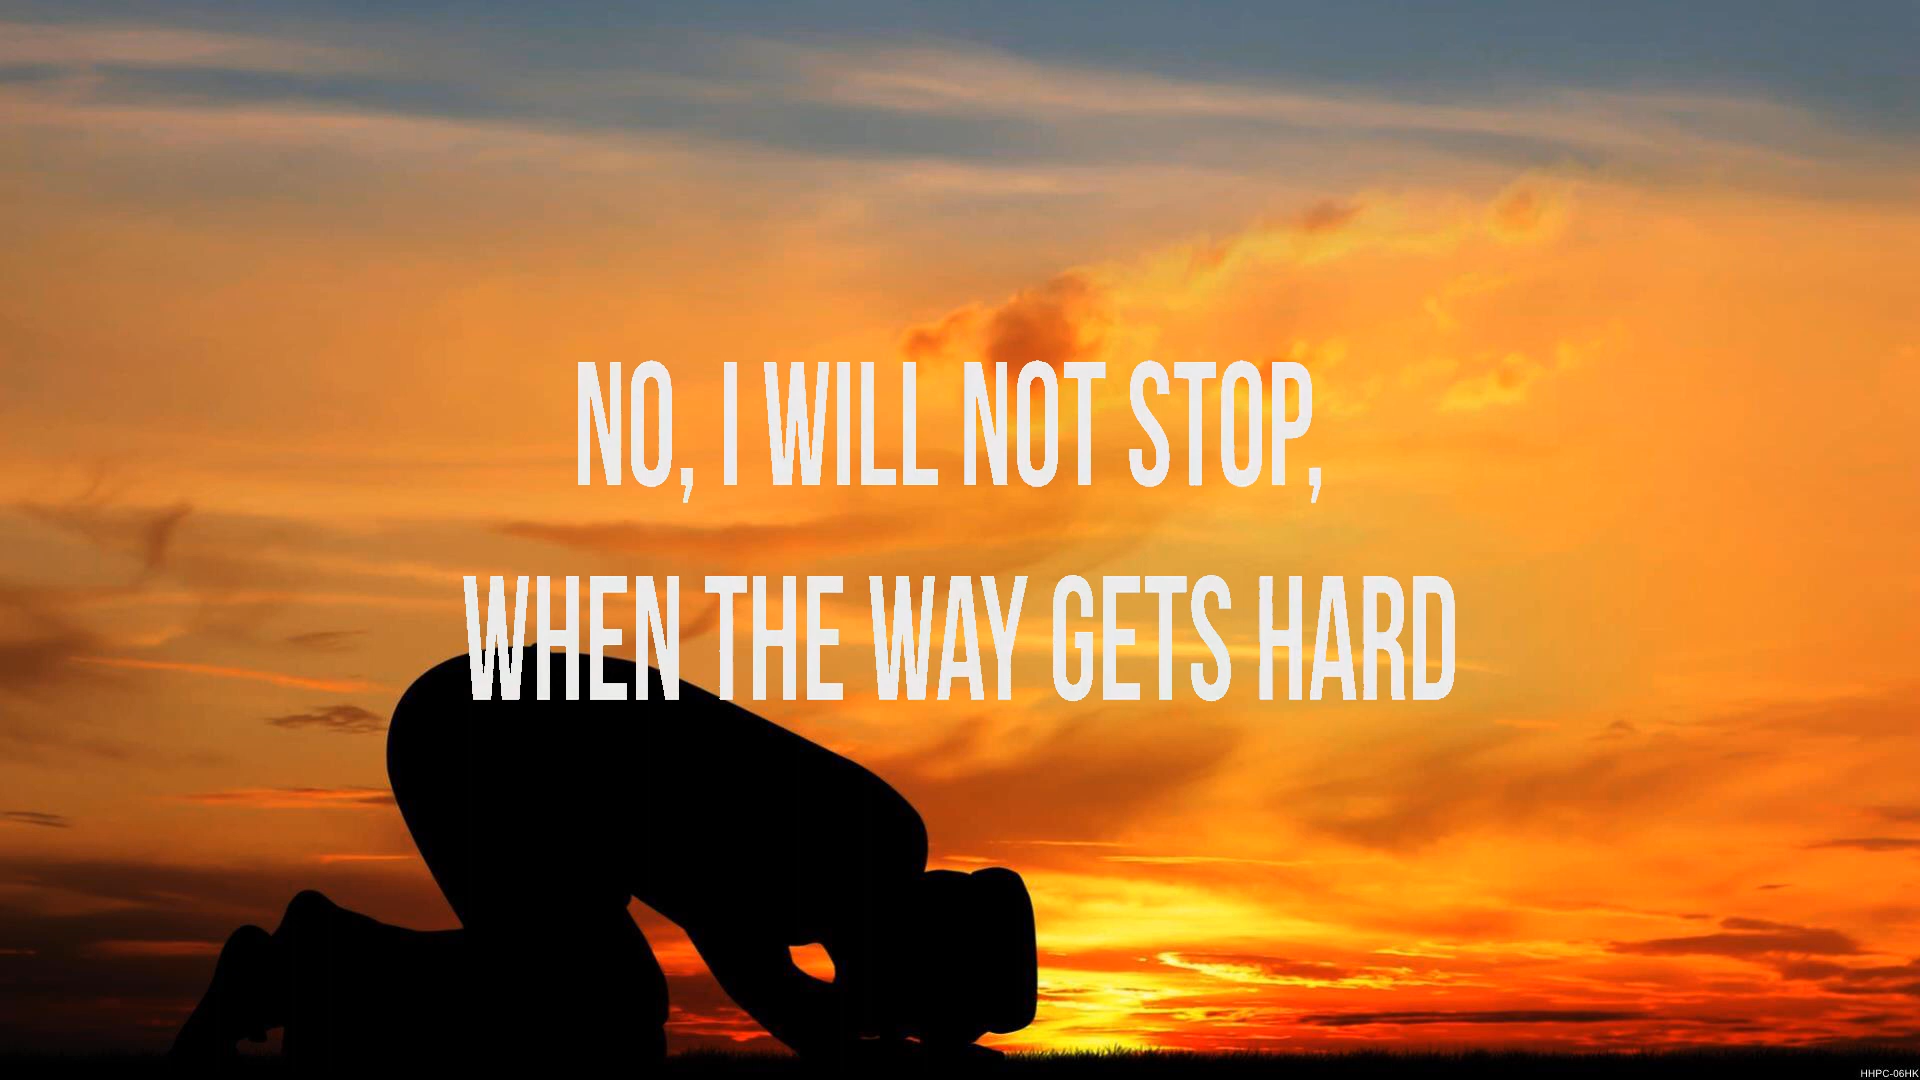 NO, I WILL NOT STOP,
WHEN THE WAY GETS HARD
HHPC-06HK